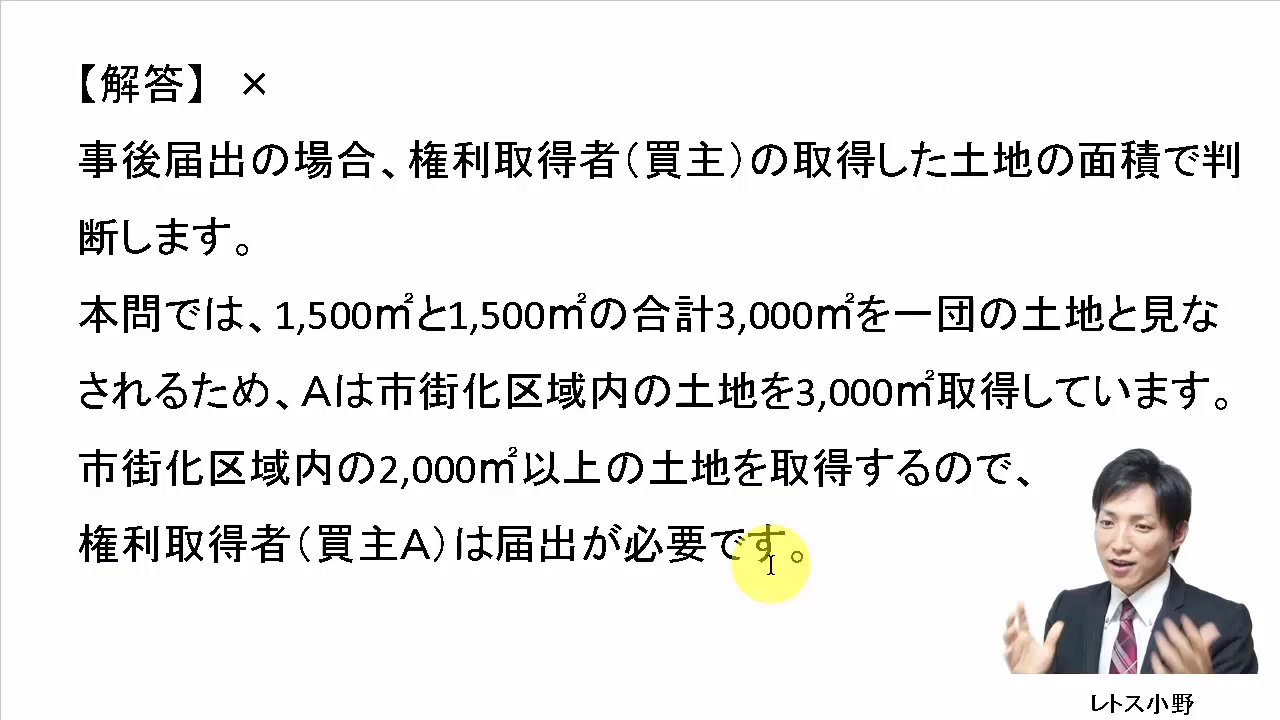 【解答】 ×
事後届出の場合、権利取得者（買主）の取得した土地の面積で判
断します。
本問では、1,500㎡と1,500㎡の合計3,000㎡を一団の土地と見な
されるため、Ａは市街化区域内の土地を3,000㎡取得しています。
市街化区域内の2,000㎡以上の土地を取得するので、
権利取得者（買主Ａ）は届出が必要です。
レトス小野